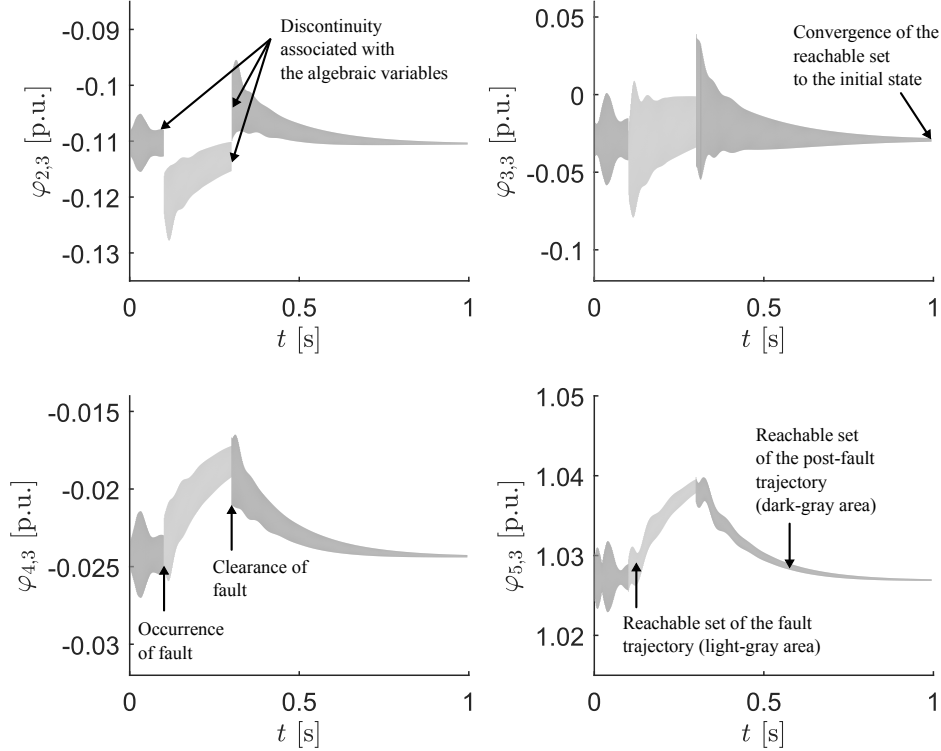 -0.09
-0.1
-0.11
-0.12
-0.13
φ2,3 [p.u.]
Discontinuity
associated with
the algebraic variables
0
0.5
1
t [s]
0.05
0
-0.05
-0.1
φ3,3 [p.u.]
Convergence of the
reachable set
to the initial state
0
0.5
1
t [s]
-0.015
-0.02
-0.025
-0.03
φ4,3 [p.u.]
Clearance of
fault
Occurrence
of fault
0
0.5
1
t [s]
1.05
1.04
1.03
1.02
φ5,3 [p.u.]
Reachable set
of the post-fault
trajectory
(dark-gray area)
Reachable set of the fault
trajectory (light-gray area)
0
0.5
1
t [s]